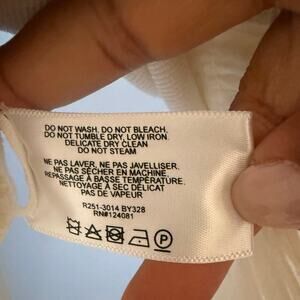 DO NOT WASH, DO NOT BLEACH.
DO NOT TUMBLE DRY, LOW IRON.
DELICATE DRY CLEAN
DO NOT STEAM
NE PAS LAVER, NE PAS JAVELLISER.
NE PAS SÉCHER EN MACHINE.
REPASSAGE À BASSE TEMPÉRATURE.
NETTOYAGE À SEC DÉLICAT
PAS DE VAPEUR
R251-3014 BY328
RN#124081
P